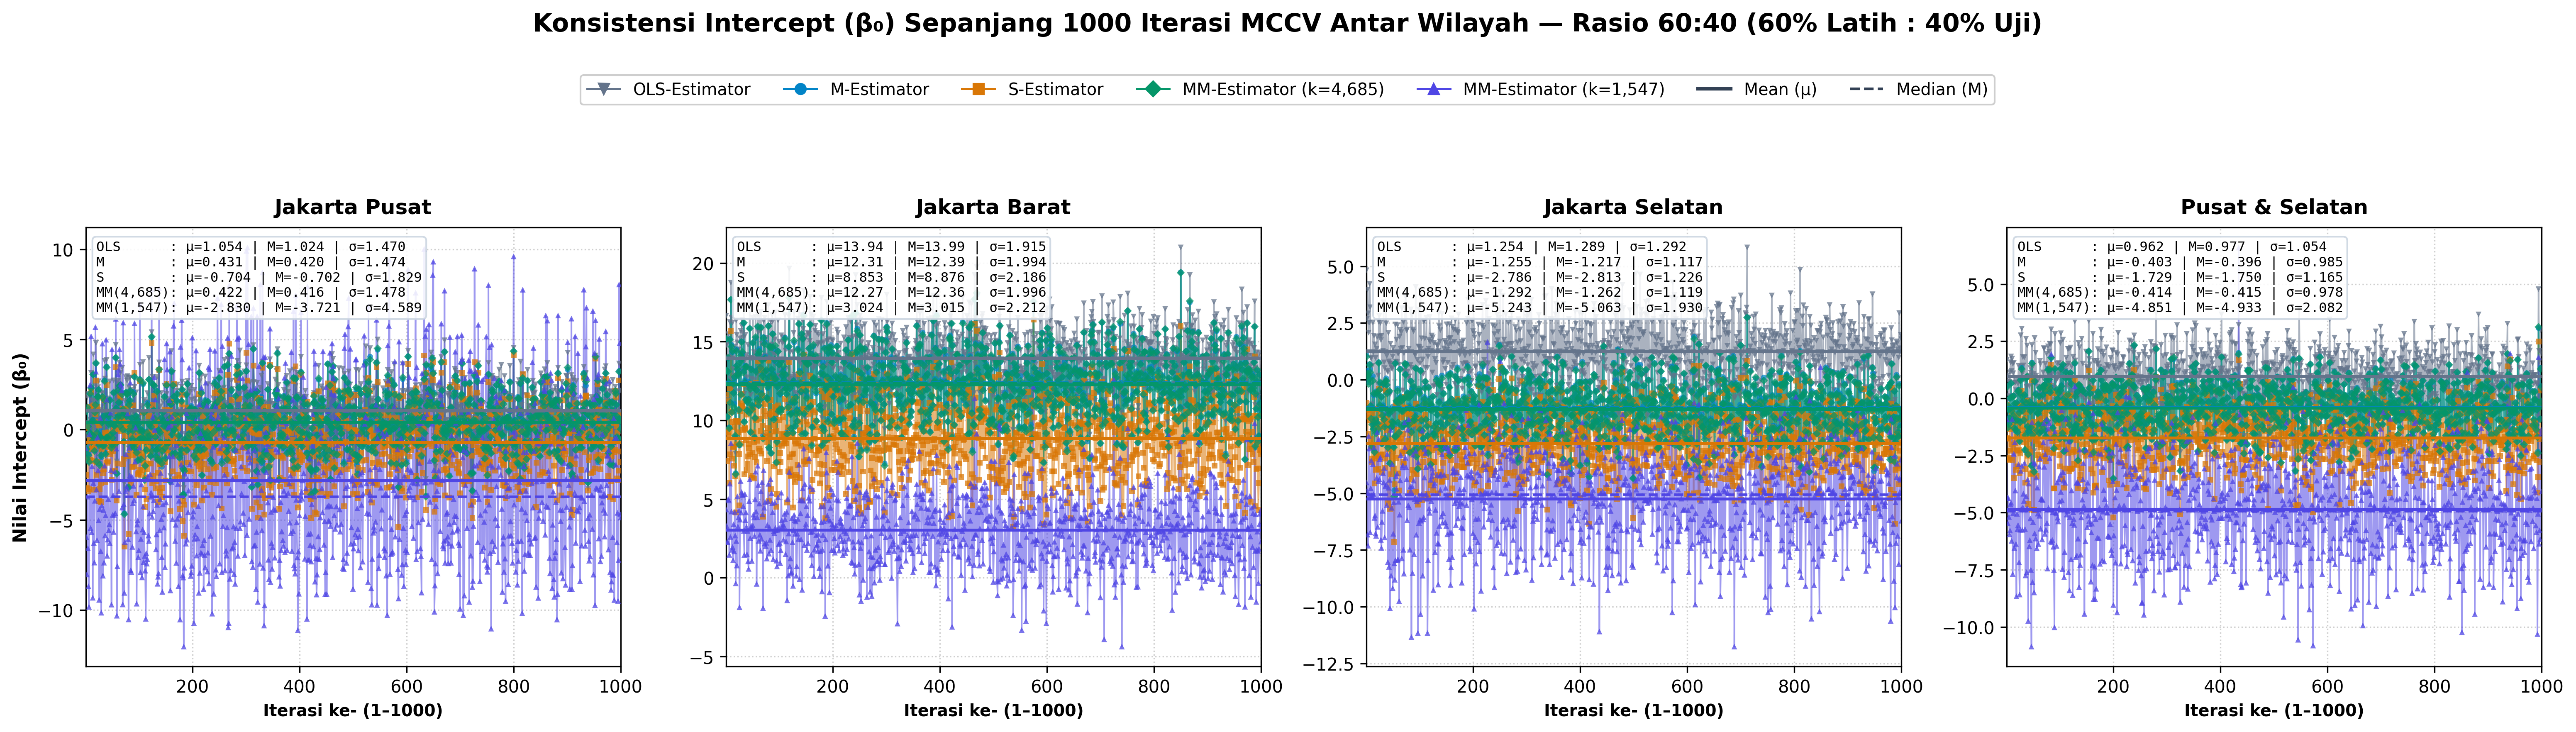 Konsistensi Intercept (β₀) Sepanjang 1000 Iterasi MCCV Antar Wilayah — Rasio 60:40 (60% Latih : 40% Uji)
OLS-Estimator M-Estimator S-Estimator MM-Estimator (k=4,685) MM-Estimator (k=1,547) Mean (μ) Median (M)
Jakarta Pusat
OLS : μ=1.054 | M=1.024 | σ=1.470
M : μ=0.431 | M=0.420 | σ=1.474
S : μ=-0.704 | M=-0.702 | σ=1.829
MM(4,685): μ=0.422 | M=0.416 | σ=1.478
MM(1,547): μ=-2.830 | M=-3.721 | σ=4.589
Nilai Intercept (β₀)
10
5
0
−5
−10
200 400 600 800 1000
Iterasi ke- (1–1000)
Jakarta Barat
OLS : μ=13.94 | M=13.99 | σ=1.915
M : μ=12.31 | M=12.39 | σ=1.994
S : μ=8.853 | M=8.876 | σ=2.186
MM(4,685): μ=12.27 | M=12.36 | σ=1.996
MM(1,547): μ=3.024 | M=3.015 | σ=2.212
20
15
10
5
0
−5
200 400 600 800 1000
Iterasi ke- (1–1000)
Jakarta Selatan
OLS : μ=1.254 | M=1.289 | σ=1.292
M : μ=-1.255 | M=-1.217 | σ=1.117
S : μ=-2.786 | M=-2.813 | σ=1.226
MM(4,685): μ=-1.292 | M=-1.262 | σ=1.119
MM(1,547): μ=-5.243 | M=-5.063 | σ=1.930
5.0
2.5
0.0
−2.5
−5.0
−7.5
−10.0
−12.5
200 400 600 800 1000
Iterasi ke- (1–1000)
Pusat & Selatan
OLS : μ=0.962 | M=0.977 | σ=1.054
M : μ=-0.403 | M=-0.396 | σ=0.985
S : μ=-1.729 | M=-1.750 | σ=1.165
MM(4,685): μ=-0.414 | M=-0.415 | σ=0.978
MM(1,547): μ=-4.851 | M=-4.933 | σ=2.082
5.0
2.5
0.0
−2.5
−5.0
−7.5
−10.0
200 400 600 800 1000
Iterasi ke- (1–1000)